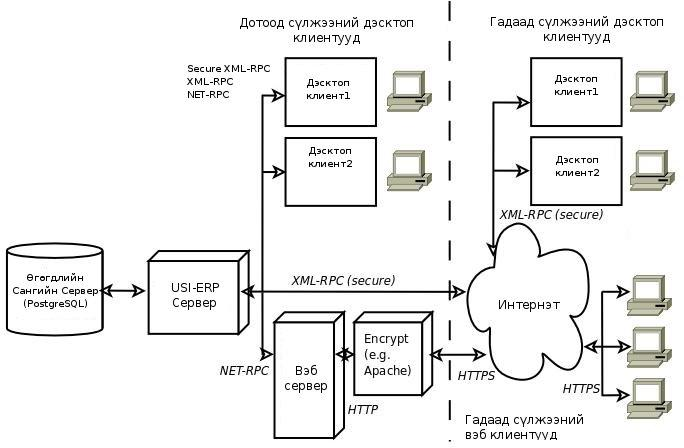 Дотоод сүлжээний дэсктоп
клиентууд
Гадаад сүлжээний дэсктоп
клиентууд
Secure XML-RPC
XML-RPC
NET-RPC
Дэсктоп
клиент1
Дэсктоп
клиент1
Дэсктоп
клиент2
Дэсктоп
клиент2
XML-RPC (secure)
Өгөгдлийн
Сангийн Сервер
(PostgreSQL)
USI-ERP
Сервер
XML-RPC (secure)
Интернэт
NET-RPC
Вэб
сервер
HTTP
Encrypt
(e.g.
Apache)
HTTPS
HTTPS
Гадаад сүлжээний
вэб клиентууд